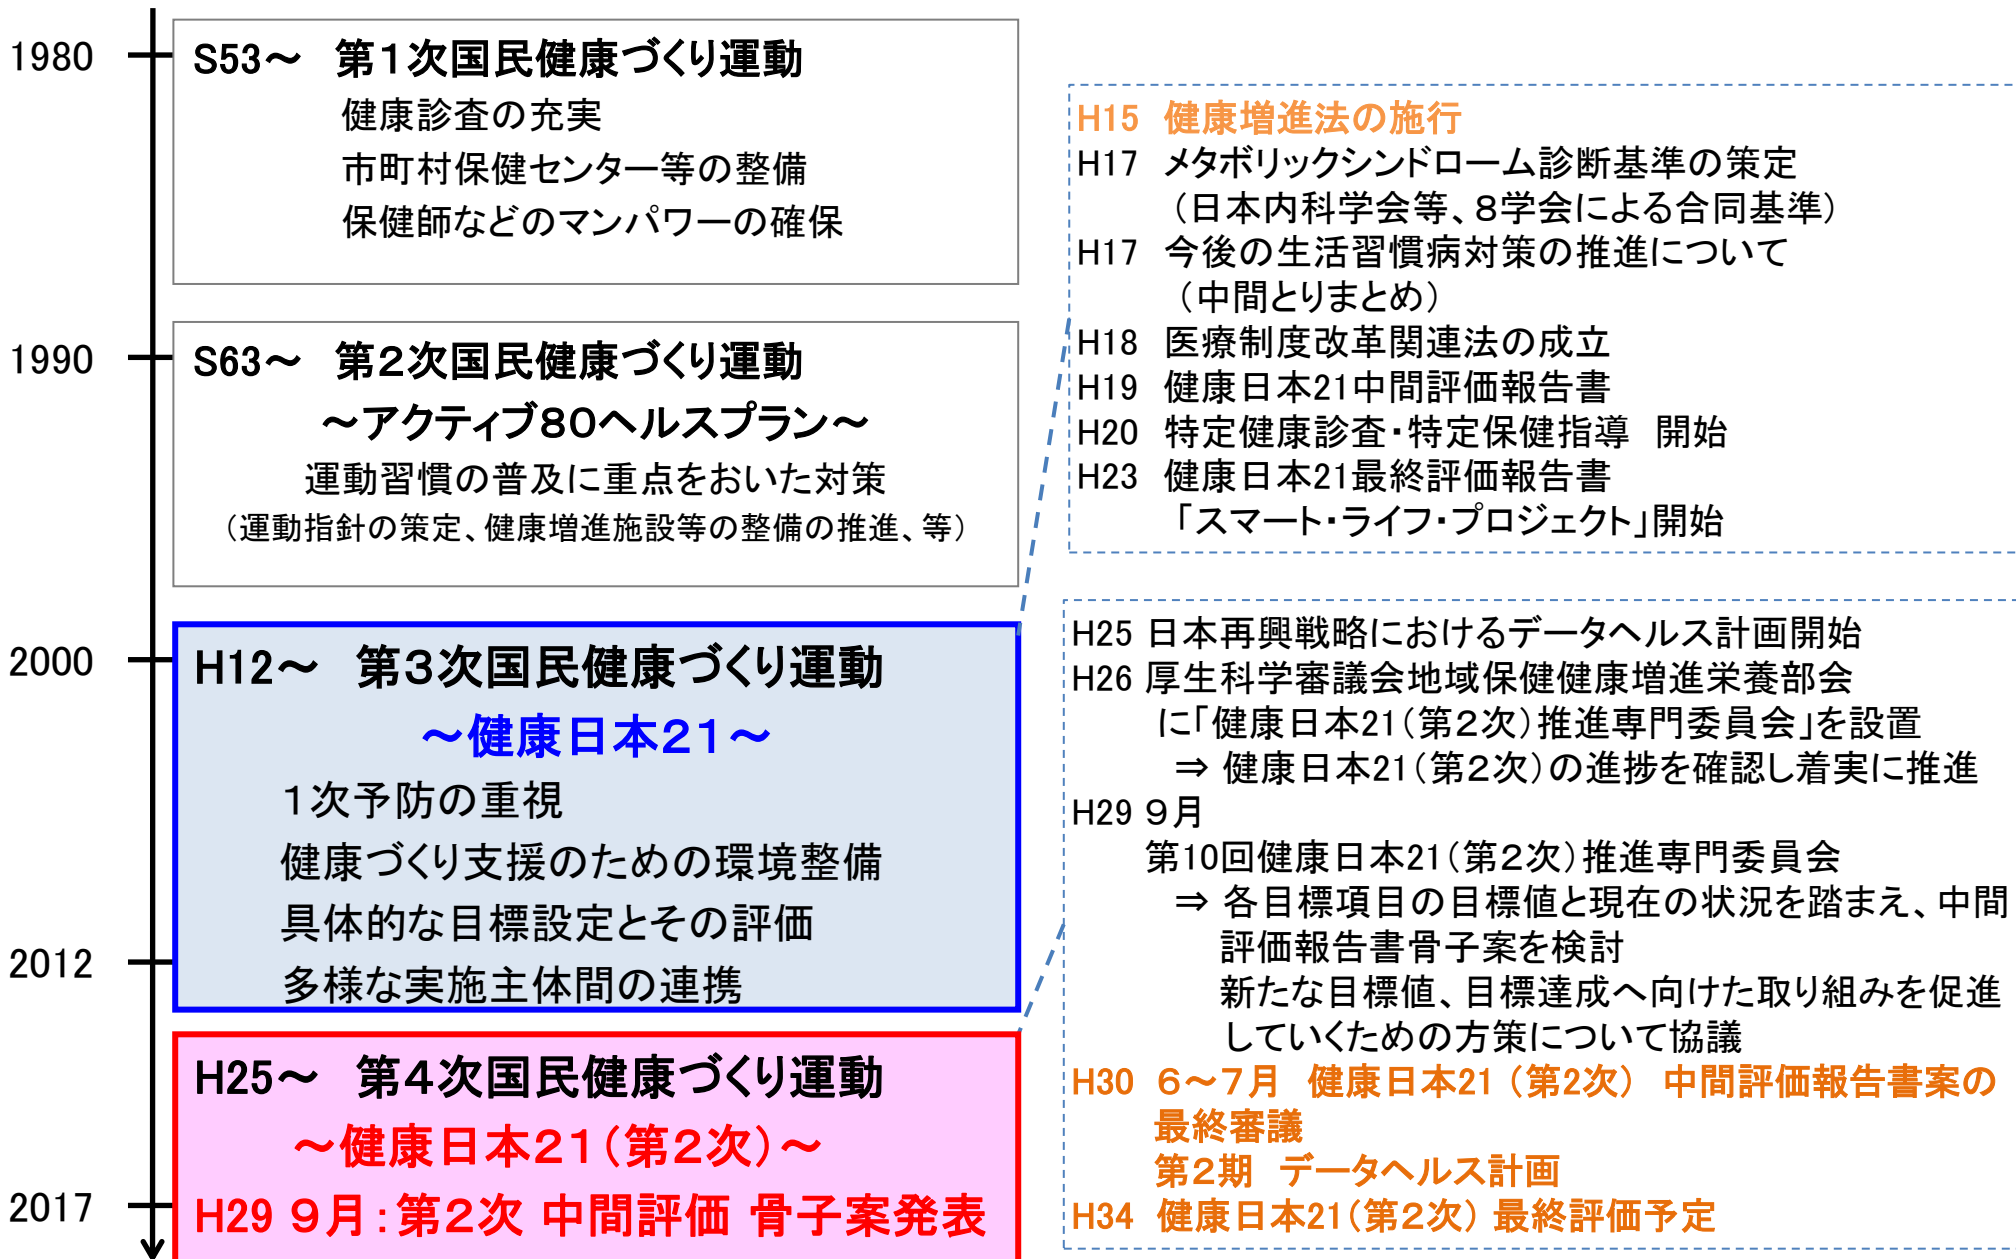 1980
S53～　第１次国民健康づくり運動
健康診査の充実
市町村保健センター等の整備
保健師などのマンパワーの確保
1990
S63～　第２次国民健康づくり運動
～アクティブ８０ヘルスプラン～
運動習慣の普及に重点をおいた対策
（運動指針の策定、健康増進施設等の整備の推進、等）
2000
H12～　第３次国民健康づくり運動
～健康日本２１～
１次予防の重視
健康づくり支援のための環境整備
具体的な目標設定とその評価
2012
多様な実施主体間の連携
H25～　第４次国民健康づくり運動
～健康日本２１（第２次）～
2017
H29 ９月：第２次 中間評価 骨子案発表
H15　健康増進法の施行
H17　メタボリックシンドローム診断基準の策定
（日本内科学会等、８学会による合同基準）
H17　今後の生活習慣病対策の推進について
（中間とりまとめ）
H18　医療制度改革関連法の成立
H19　健康日本21中間評価報告書
H20　特定健康診査・特定保健指導　開始
H23　健康日本21最終評価報告書
「スマート・ライフ・プロジェクト」開始
H25 日本再興戦略におけるデータヘルス計画開始
H26 厚生科学審議会地域保健健康増進栄養部会
に「健康日本21（第２次）推進専門委員会」を設置
⇒ 健康日本21（第２次）の進捗を確認し着実に推進
H29 ９月
第10回健康日本21（第２次）推進専門委員会
⇒ 各目標項目の目標値と現在の状況を踏まえ、中間
評価報告書骨子案を検討
新たな目標値、目標達成へ向けた取り組みを促進
していくための方策について協議
H30 ６～７月　健康日本21（第2次）　中間評価報告書案の
最終審議
第２期　データヘルス計画
H34　健康日本21（第２次） 最終評価予定